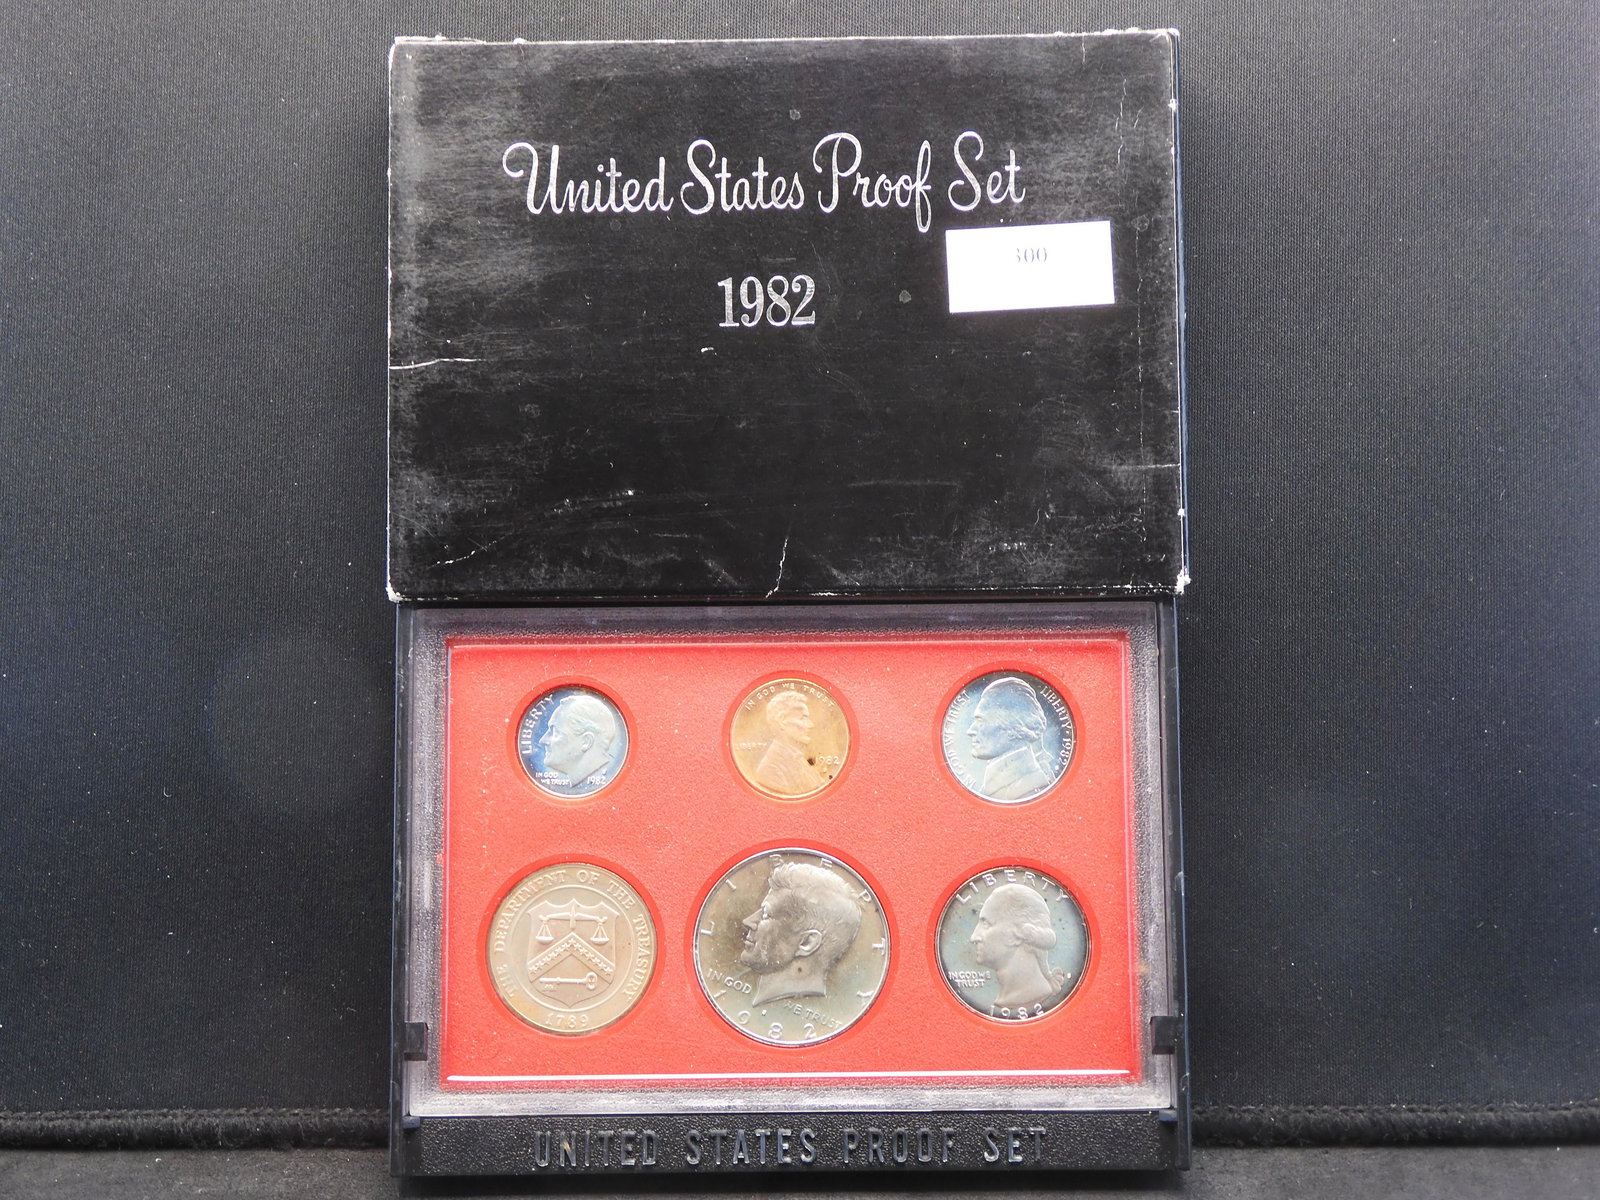 United States Proof Set
1982
300
LIBERTY
IN GOD
WE TRUST
1982
IN GOD WE TRUST
LIBERTY
1982
IN GOD WE TRUST
LIBERTY · 1982
THE DEPARTMENT OF THE TREASURY
1789
LIBERTY
IN GOD WE TRUST
1982
LIBERTY
IN GOD WE
TRUST
1982
UNITED STATES PROOF SET